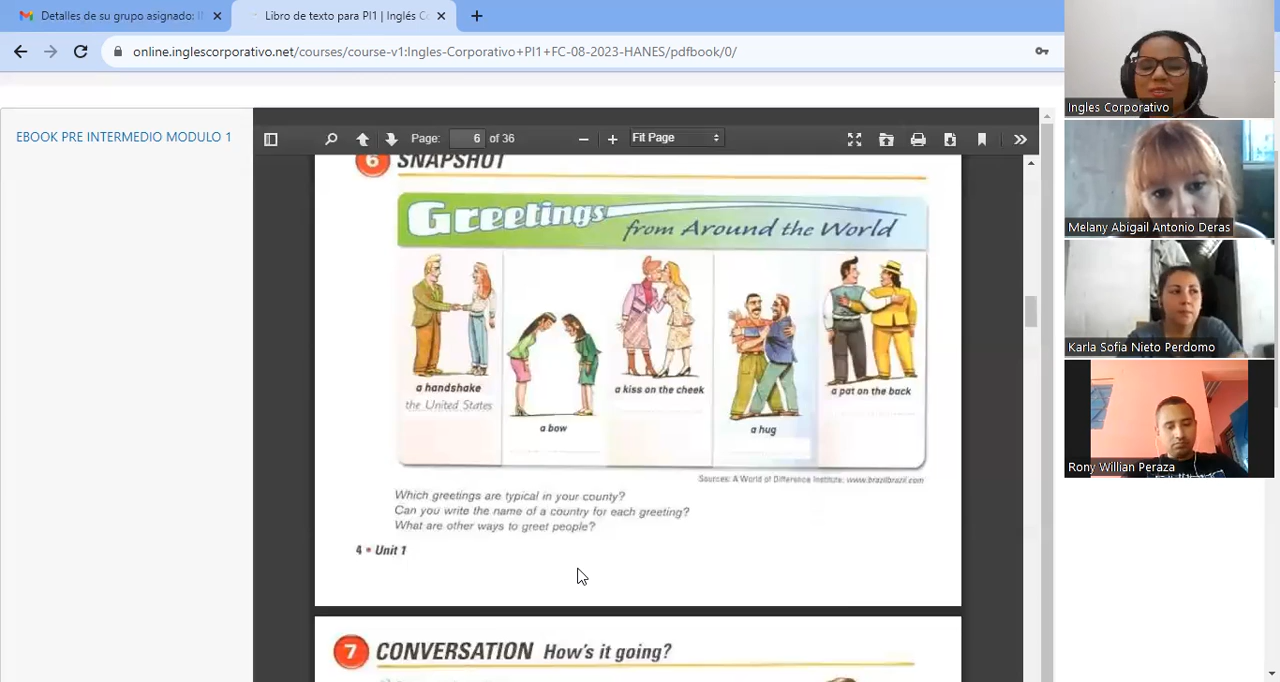 Detalles de su grupo asignado: I
Libro de texto para PI1 | Inglés C
online.inglescorporativo.net/courses/course-v1:Ingles-Corporativo+PI1+FC-08-2023-HANES/pdfbook/0/
EBOOK PRE INTERMEDIO MODULO 1
Page: 6 of 36
Fit Page
6 SNAPSHOT
Greetings
from Around the World
a handshake
the United States
a bow
a kiss on the cheek
a hug
a pat on the back
Sources: A World of Difference Institute; www.brazilbrazil.com
Which greetings are typical in your county?
Can you write the name of a country for each greeting?
What are other ways to greet people?
4 • Unit 1
7 CONVERSATION How's it going?
Ingles Corporativo
Melany Abigail Antonio Deras
Karla Sofia Nieto Perdomo
Rony Willian Peraza